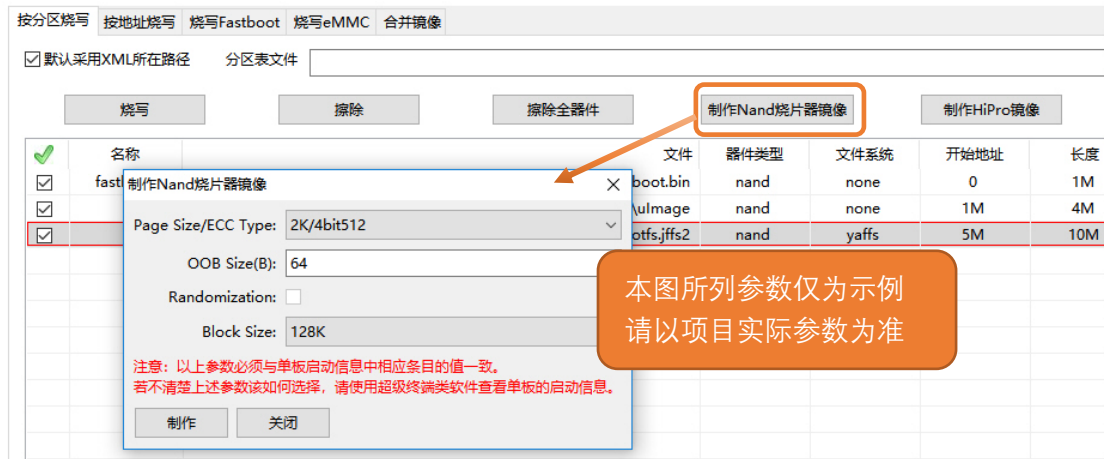 按分区烧写 按地址烧写 烧写Fastboot 烧写eMMC 合并镜像
默认采用XML所在路径 分区表文件
烧写 擦除 擦除全器件 制作Nand烧片器镜像 制作HiPro镜像
名称 文件 器件类型 文件系统 开始地址 长度
fastl boot.bin nand none 0 1M
\uImage nand none 1M 4M
otfs.jffs2 nand yaffs 5M 10M
制作Nand烧片器镜像
Page Size/ECC Type: 2K/4bit512
OOB Size(B): 64
Randomization:
Block Size: 128K
注意：以上参数必须与单板启动信息中相应条目的值一致。
若不清楚上述参数该如何选择，请使用超级终端类软件查看单板的启动信息。
制作 关闭
本图所列参数仅为示例
请以项目实际参数为准